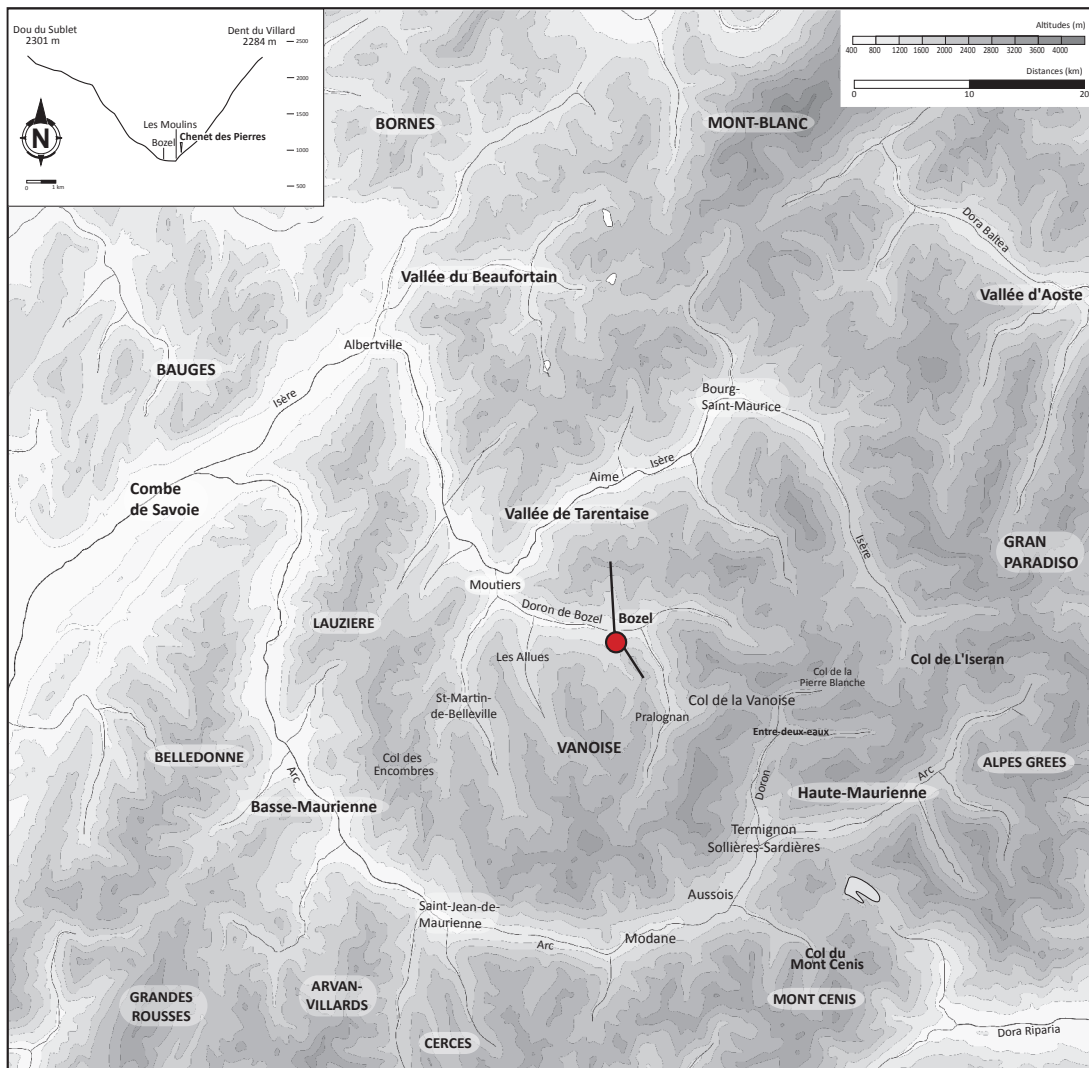 Dou du Sublet
2301 m
Dent du Villard
2284 m
2500
2000
1500
1000
500
Les Moulins
Bozel
Chenet des Pierres
N
0 1 km
Altitudes (m)
400 800 1200 1600 2000 2400 2800 3200 3600 4000
Distances (km)
0 10 20
BORNES
MONT-BLANC
Dora Baltea
Vallée du Beaufortain
Vallée d'Aoste
Albertville
BAUGES
Isère
Bourg-
Saint-Maurice
Isère
Aime
Combe
de Savoie
Vallée de Tarentaise
Isère
GRAN
PARADISO
Moutiers
Doron de Bozel
Bozel
LAUZIERE
Les Allues
Col de L'Iseran
Col de la
Pierre Blanche
St-Martin-
de-Belleville
Col de la Vanoise
Pralognan
Entre-deux-eaux
VANOISE
BELLEDONNE
Col des
Encombres
ALPES GREES
Arc
Doron
Arc
Basse-Maurienne
Haute-Maurienne
Termignon
Sollières-Sardières
Aussois
Saint-Jean-de-
Maurienne
Arc
Modane
Col du
Mont Cenis
GRANDES
ROUSSES
ARVAN-
VILLARDS
MONT CENIS
CERCES
Dora Riparia